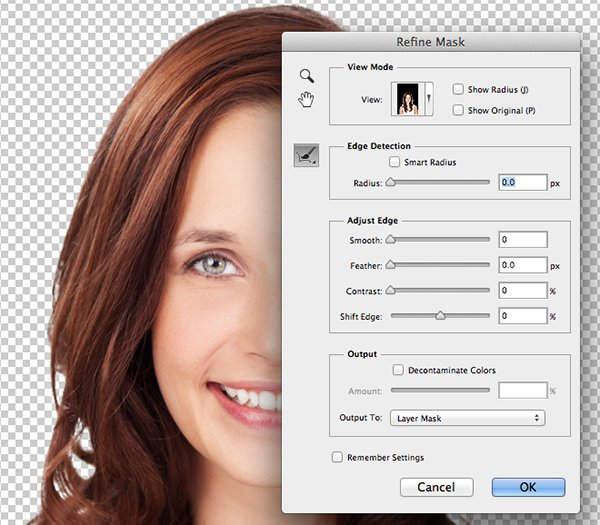 Refine Mask
View Mode
View:
Show Radius (J)
Show Original (P)
Edge Detection
Smart Radius
Radius: 0.0 px
Adjust Edge
Smooth: 0
Feather: 0.0 px
Contrast: 0 %
Shift Edge: 0 %
Output
Decontaminate Colors
Amount: %
Output To: Layer Mask
Remember Settings
Cancel OK